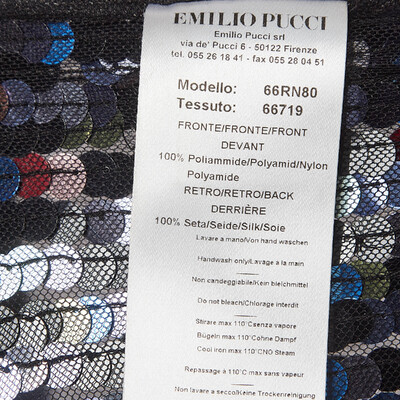 EMILIO PUCCI
Emilio Pucci srl
via de' Pucci 6 - 50122 Firenze
tel. 055 26 18 41 - fax 055 28 04 51
Modello: 66RN80
Tessuto: 66719
FRONTE/FRONTE/FRONT
DEVANT
100% Poliammide/Polyamid/Nylon
Polyamide
RETRO/RETRO/BACK
DERRIÈRE
100% Seta/Seide/Silk/Soie
Lavare a mano/Von hand waschen
Handwash only/Lavage à la main
Non candeggiabile/Kein bleichmittel
Do not bleach/Chlorage interdit
Stirare max 110°Csenza vapore
Bügeln max 110°Cohne Dampf
Cool iron max 110°CNO Steam
Repassage à 110°C max sans vapeur
Non lavare a secco/Keine Trockenreinigung